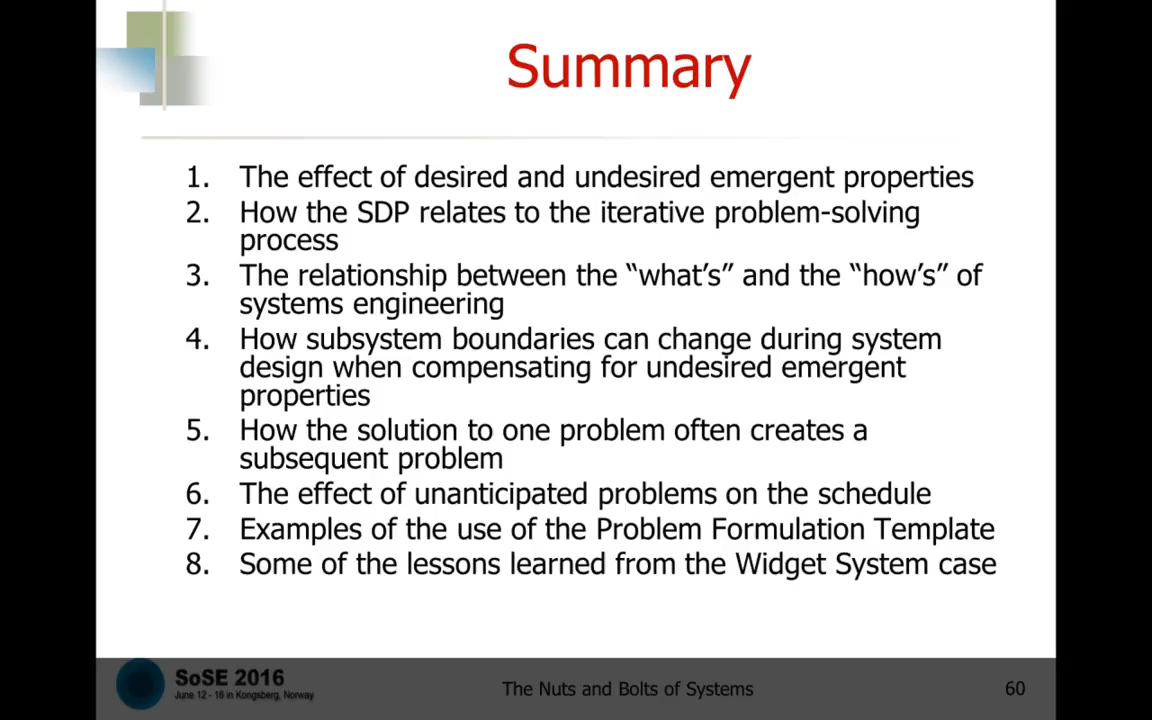 Summary
1. The effect of desired and undesired emergent properties
2. How the SDP relates to the iterative problem-solving
process
3. The relationship between the “what’s” and the “how’s” of
systems engineering
4. How subsystem boundaries can change during system
design when compensating for undesired emergent
properties
5. How the solution to one problem often creates a
subsequent problem
6. The effect of unanticipated problems on the schedule
7. Examples of the use of the Problem Formulation Template
8. Some of the lessons learned from the Widget System case
SoSE 2016
June 12 - 16 in Kongsberg, Norway
The Nuts and Bolts of Systems
60